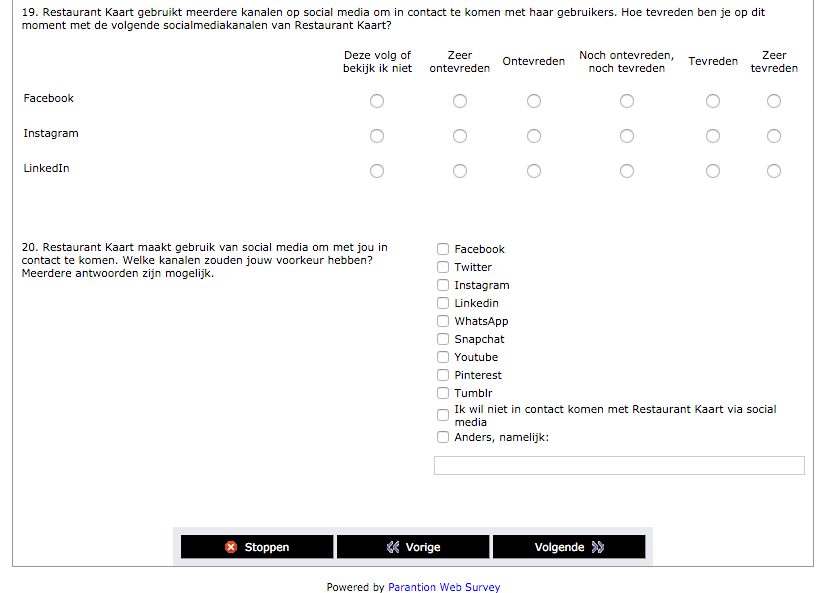 19. Restaurant Kaart gebruikt meerdere kanalen op social media om in contact te komen met haar gebruikers. Hoe tevreden ben je op dit
moment met de volgende socialmediakanalen van Restaurant Kaart?
Deze volg of bekijk ik niet
Zeer ontevreden
Ontevreden
Noch ontevreden, noch tevreden
Tevreden
Zeer tevreden
Facebook
Instagram
LinkedIn
20. Restaurant Kaart maakt gebruik van social media om met jou in
contact te komen. Welke kanalen zouden jouw voorkeur hebben?
Meerdere antwoorden zijn mogelijk.
Facebook
Twitter
Instagram
Linkedin
WhatsApp
Snapchat
Youtube
Pinterest
Tumblr
Ik wil niet in contact komen met Restaurant Kaart via social
media
Anders, namelijk:
Stoppen
Vorige
Volgende
Powered by Parantion Web Survey